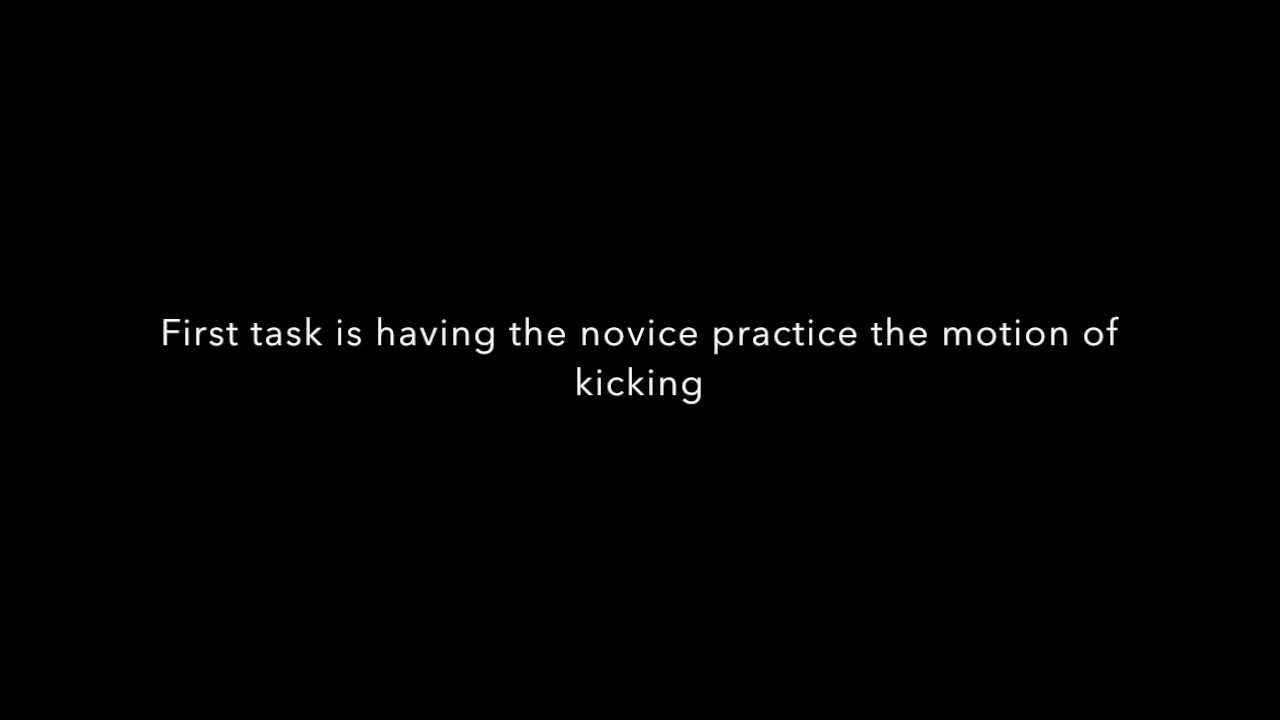 First task is having the novice practice the motion of
kicking